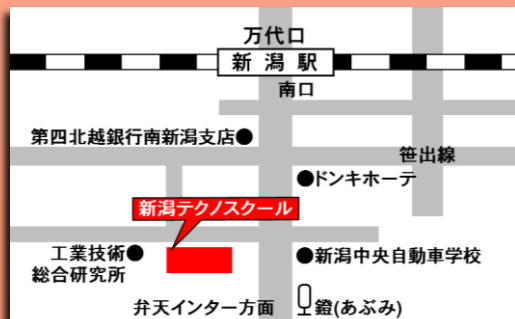 万代口
新潟駅
南口
第四北越銀行南新潟支店●
笹出線
●ドンキホーテ
新潟テクノスクール
工業技術●
総合研究所
●新潟中央自動車学校
弁天インター方面
鐙(あぶみ)